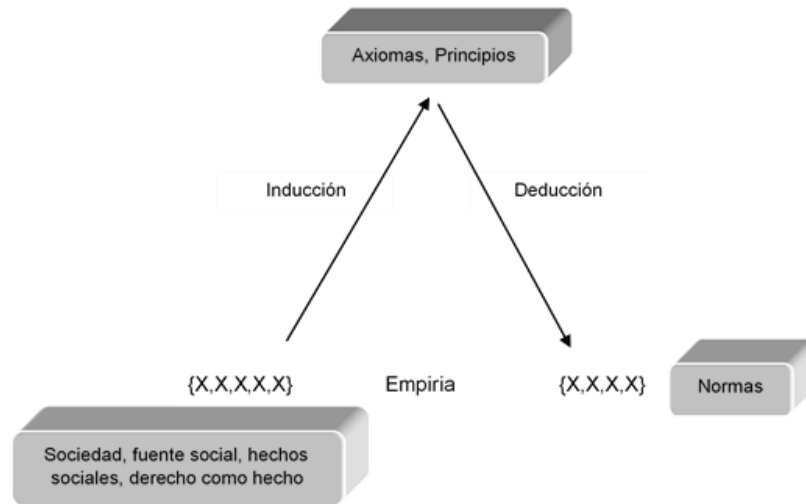 Axiomas, Principios
Inducción
Deducción
{X,X,X,X,X}
Empiria
{X,X,X,X}
Normas
Sociedad, fuente social, hechos
sociales, derecho como hecho